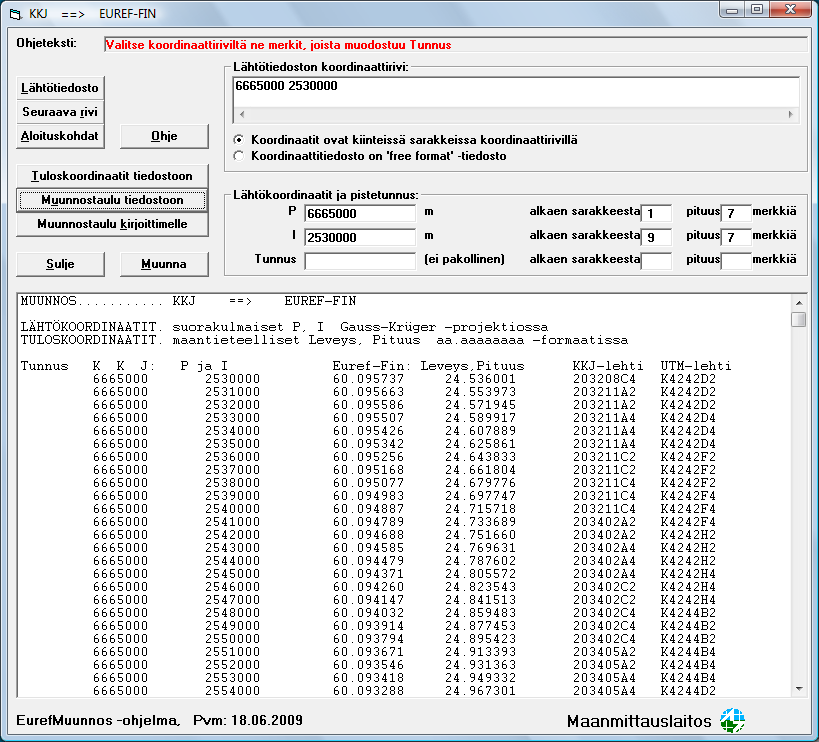 KKJ ==> EUREF-FIN
Ohjeteksti: Valitse koordinaattiriviltä ne merkit, joista muodostuu Tunnus
Lähtötiedosto
Seuraava rivi
Aloituskohdat
Ohje
Lähtötiedoston koordinaattirivi:
6665000 2530000
Koordinaatit ovat kiinteissä sarakkeissa koordinaattirivillä
Koordinaattitiedosto on 'free format' -tiedosto
Tuloskoordinaatit tiedostoon
Muunnostaulu tiedostoon
Muunnostaulu kirjoittimelle
Sulje
Muunna
Lähtökoordinaatit ja pistetunnus:
P 6665000 m alkaen sarakkeesta 1 pituus 7 merkkiä
I 2530000 m alkaen sarakkeesta 9 pituus 7 merkkiä
Tunnus (ei pakollinen) alkaen sarakkeesta pituus merkkiä
MUUNNOS........... KKJ ==> EUREF-FIN
LÄHTÖKOORDINAATIT. suorakulmaiset P, I Gauss-Krüger -projektiossa
TULOSKOORDINAATIT. maantieteelliset Leveys, Pituus aa.aaaaaaaa -formaatissa
Tunnus K K J: P ja I Euref-Fin: Leveys,Pituus KKJ-lehti UTM-lehti
6665000 2530000 60.095737 24.536001 203208C4 K4242D2
6665000 2531000 60.095663 24.553973 203211A2 K4242D2
6665000 2532000 60.095586 24.571945 203211A2 K4242D2
6665000 2533000 60.095507 24.589917 203211A4 K4242D4
6665000 2534000 60.095426 24.607889 203211A4 K4242D4
6665000 2535000 60.095342 24.625861 203211A4 K4242D4
6665000 2536000 60.095256 24.643833 203211C2 K4242F2
6665000 2537000 60.095168 24.661804 203211C2 K4242F2
6665000 2538000 60.095077 24.679776 203211C4 K4242F2
6665000 2539000 60.094983 24.697747 203211C4 K4242F4
6665000 2540000 60.094887 24.715718 203211C4 K4242F4
6665000 2541000 60.094789 24.733689 203402A2 K4242F4
6665000 2542000 60.094688 24.751660 203402A2 K4242H2
6665000 2543000 60.094585 24.769631 203402A4 K4242H2
6665000 2544000 60.094479 24.787602 203402A4 K4242H2
6665000 2545000 60.094371 24.805572 203402A4 K4242H4
6665000 2546000 60.094260 24.823543 203402C2 K4242H4
6665000 2547000 60.094147 24.841513 203402C2 K4242H4
6665000 2548000 60.094032 24.859483 203402C4 K4244B2
6665000 2549000 60.093914 24.877453 203402C4 K4244B2
6665000 2550000 60.093794 24.895423 203402C4 K4244B2
6665000 2551000 60.093671 24.913393 203405A2 K4244B4
6665000 2552000 60.093546 24.931363 203405A2 K4244B4
6665000 2553000 60.093418 24.949332 203405A4 K4244B4
6665000 2554000 60.093288 24.967301 203405A4 K4244D2
EurefMuunnos -ohjelma, Pvm: 18.06.2009
Maanmittauslaitos